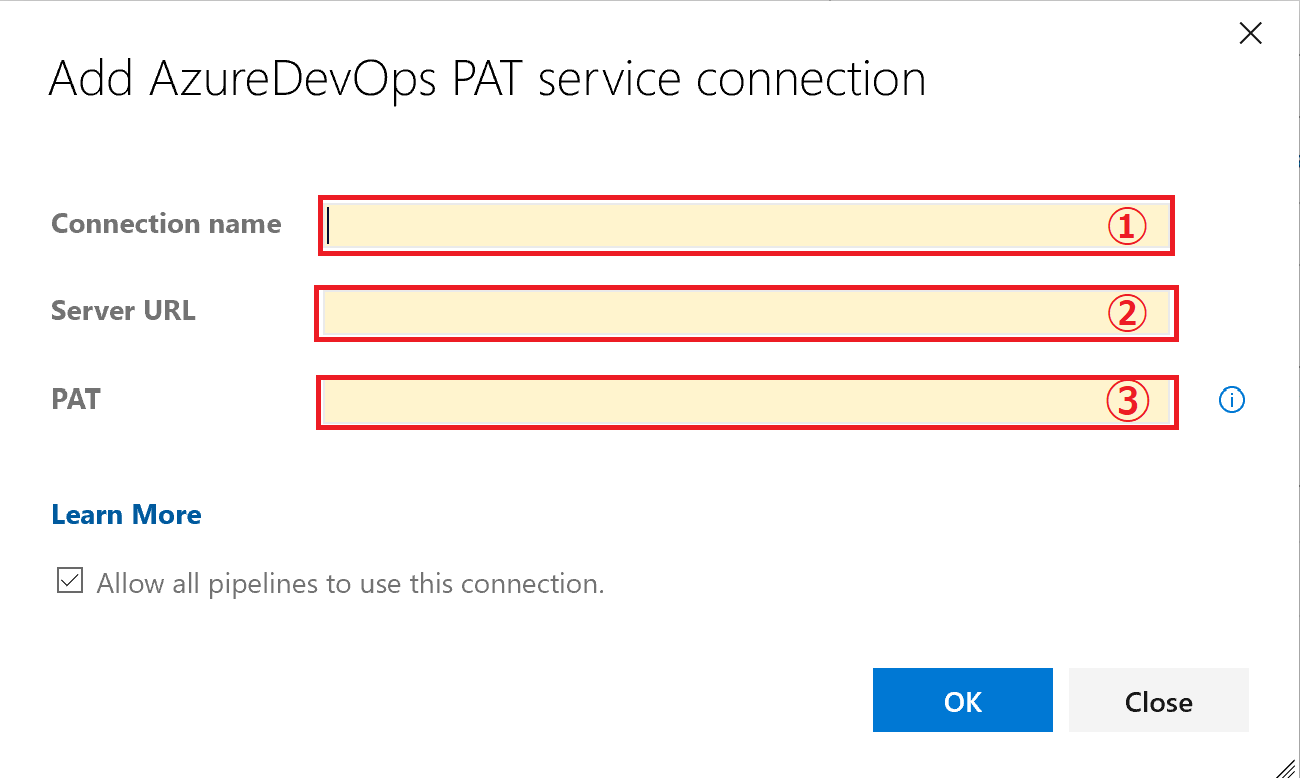 Add AzureDevOps PAT service connection
Connection name ①
Server URL ②
PAT ③
Learn More
Allow all pipelines to use this connection.
OK Close